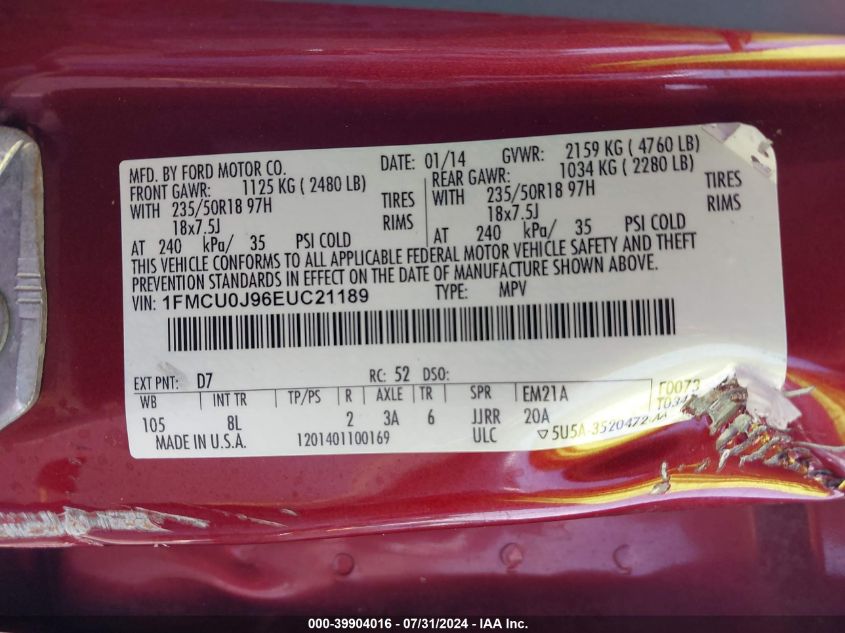 MFD. BY FORD MOTOR CO. DATE: 01/14 GVWR: 2159 KG ( 4760 LB)
FRONT GAWR: 1125 KG ( 2480 LB) REAR GAWR: 1034 KG ( 2280 LB)
WITH 235/50R18 97H TIRES WITH 235/50R18 97H TIRES
18x7.5J RIMS 18x7.5J RIMS
AT 240 kPa/ 35 PSI COLD AT 240 kPa/ 35 PSI COLD
THIS VEHICLE CONFORMS TO ALL APPLICABLE FEDERAL MOTOR VEHICLE SAFETY AND THEFT
PREVENTION STANDARDS IN EFFECT ON THE DATE OF MANUFACTURE SHOWN ABOVE.
VIN: 1FMCU0J96EUC21189 TYPE: MPV
EXT PNT: D7 RC: 52 DSO:
WB INT TR TP/PS R AXLE TR SPR EM21A F0073
105 8L 2 3A 6 JJRR 20A
MADE IN U.S.A. 1201401100169 ULC ▽5U5A-3520472-AA
000-39904016 / 07/31/2024 - IAA Inc.